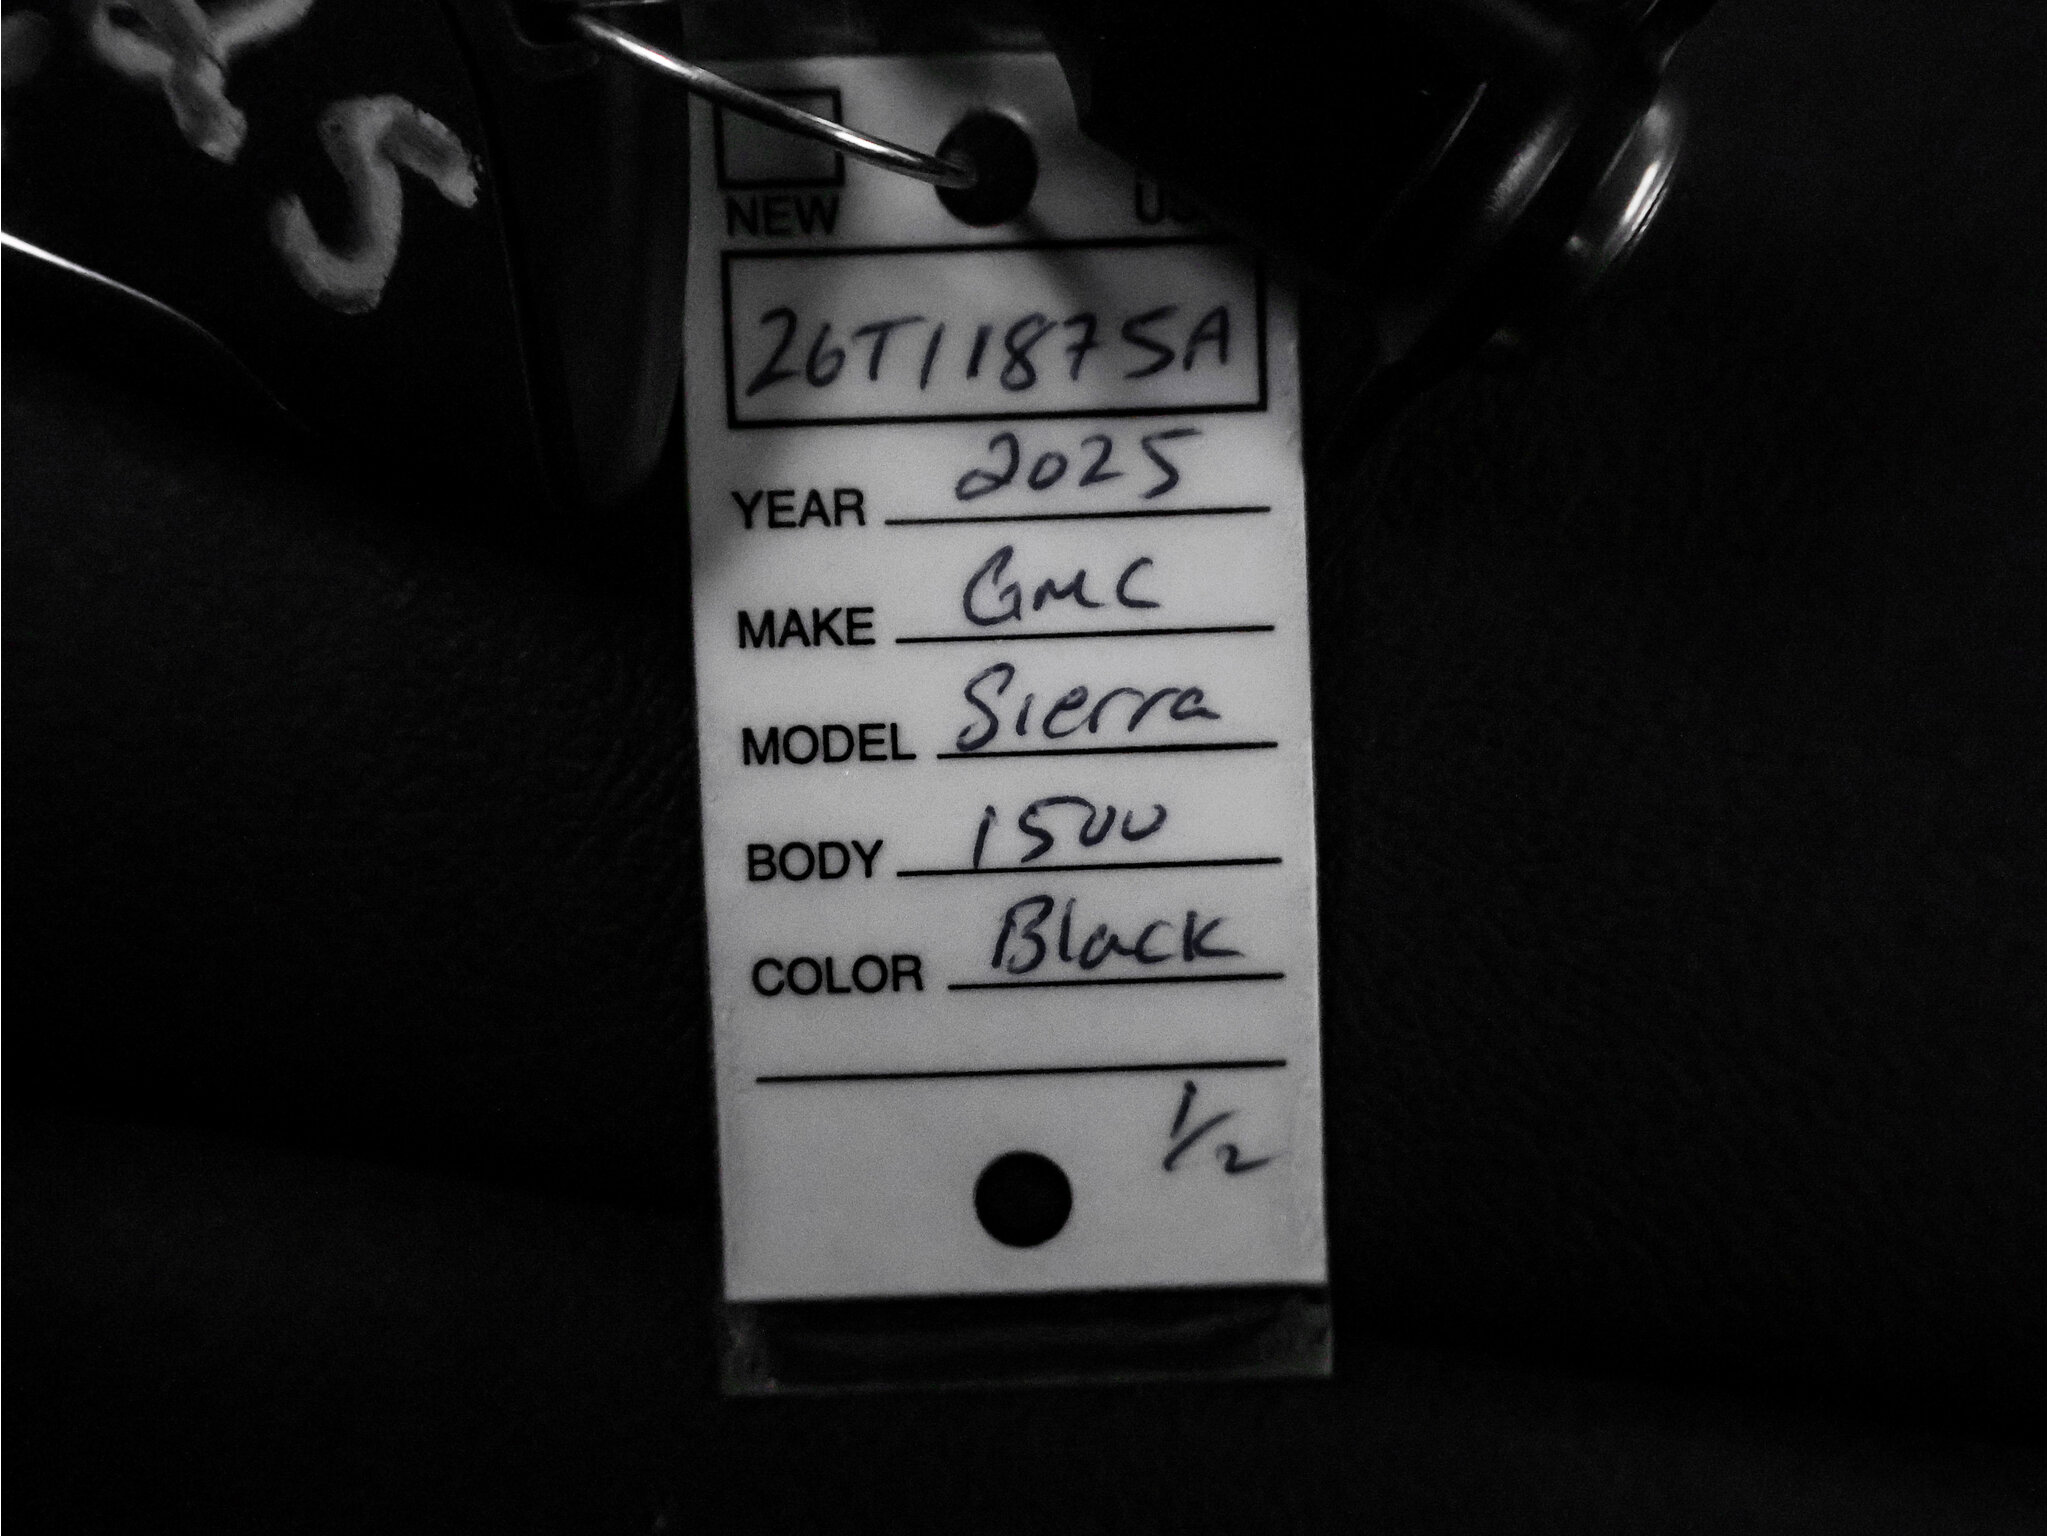 S
NEW
26T11875A
YEAR 2025
MAKE GMC
MODEL Sierra
BODY 1500
COLOR Black
1/2